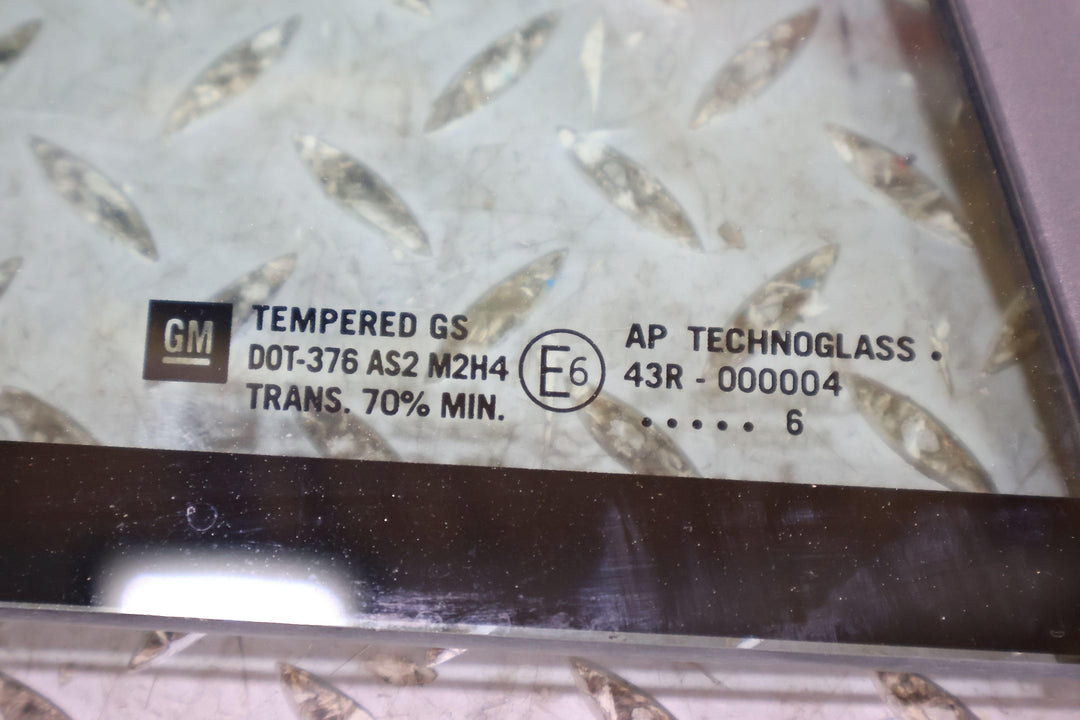 GM
TEMPERED GS
DOT-376 AS2 M2H4
TRANS. 70% MIN.
E6
AP TECHNOGLASS •
43R - 000004
• • • • • 6